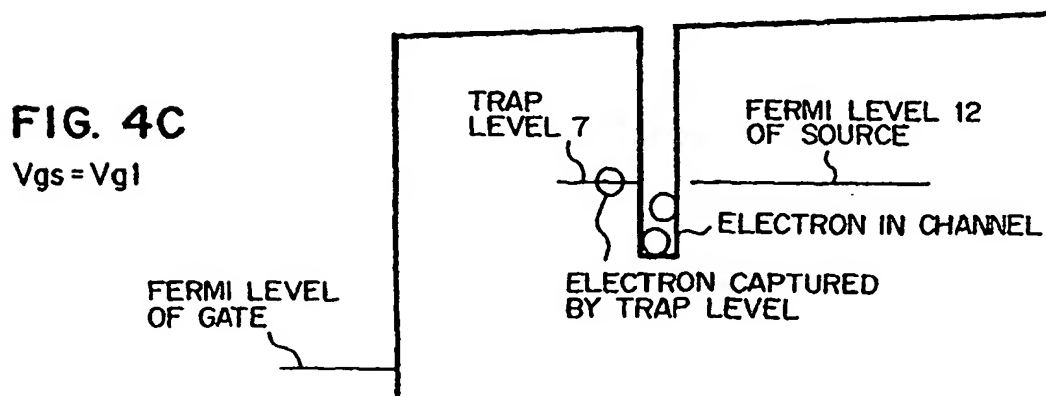 FIG. 4C
Vgs = Vgl
TRAP
LEVEL 7
FERMI LEVEL 12
OF SOURCE
ELECTRON IN CHANNEL
ELECTRON CAPTURED
BY TRAP LEVEL
FERMI LEVEL
OF GATE